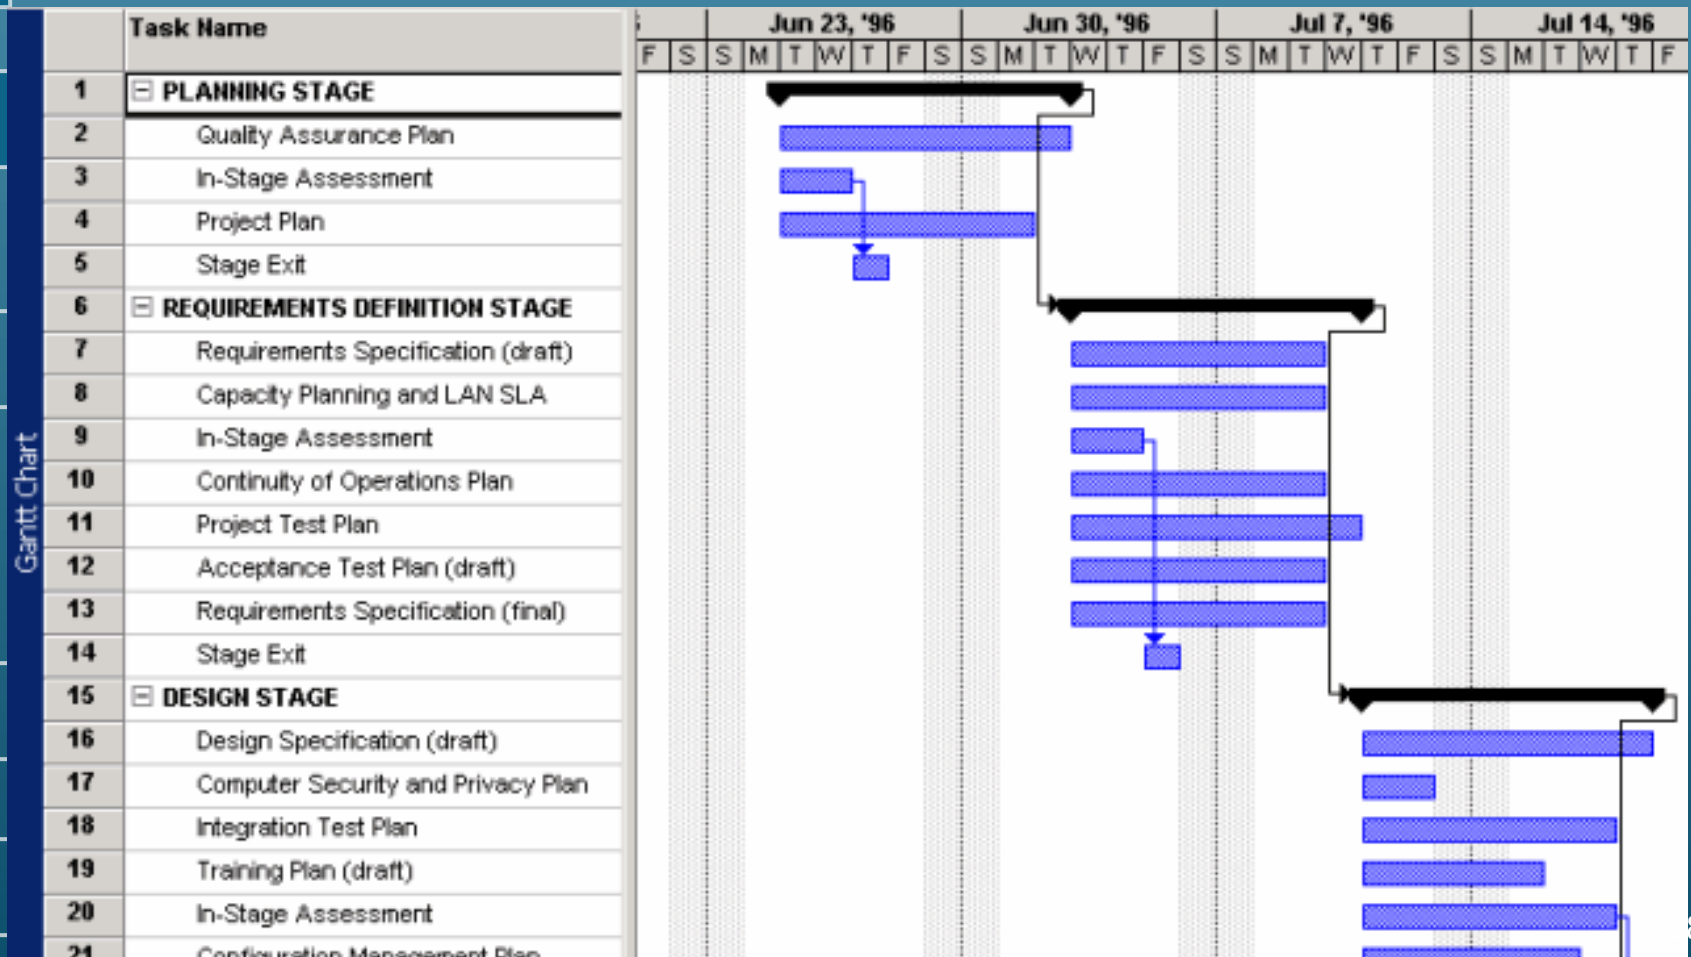 Task Name
Jun 23, '96 Jun 30, '96 Jul 7, '96 Jul 14, '96
F S S M T W T F S S M T W T F S S M T W T F S S M T W T F
1 PLANNING STAGE
2 Quality Assurance Plan
3 In-Stage Assessment
4 Project Plan
5 Stage Exit
6 REQUIREMENTS DEFINITION STAGE
7 Requirements Specification (draft)
8 Capacity Planning and LAN SLA
9 In-Stage Assessment
10 Continuity of Operations Plan
11 Project Test Plan
12 Acceptance Test Plan (draft)
13 Requirements Specification (final)
14 Stage Exit
15 DESIGN STAGE
16 Design Specification (draft)
17 Computer Security and Privacy Plan
18 Integration Test Plan
19 Training Plan (draft)
20 In-Stage Assessment
21 Configuration Management Plan
Gantt Chart